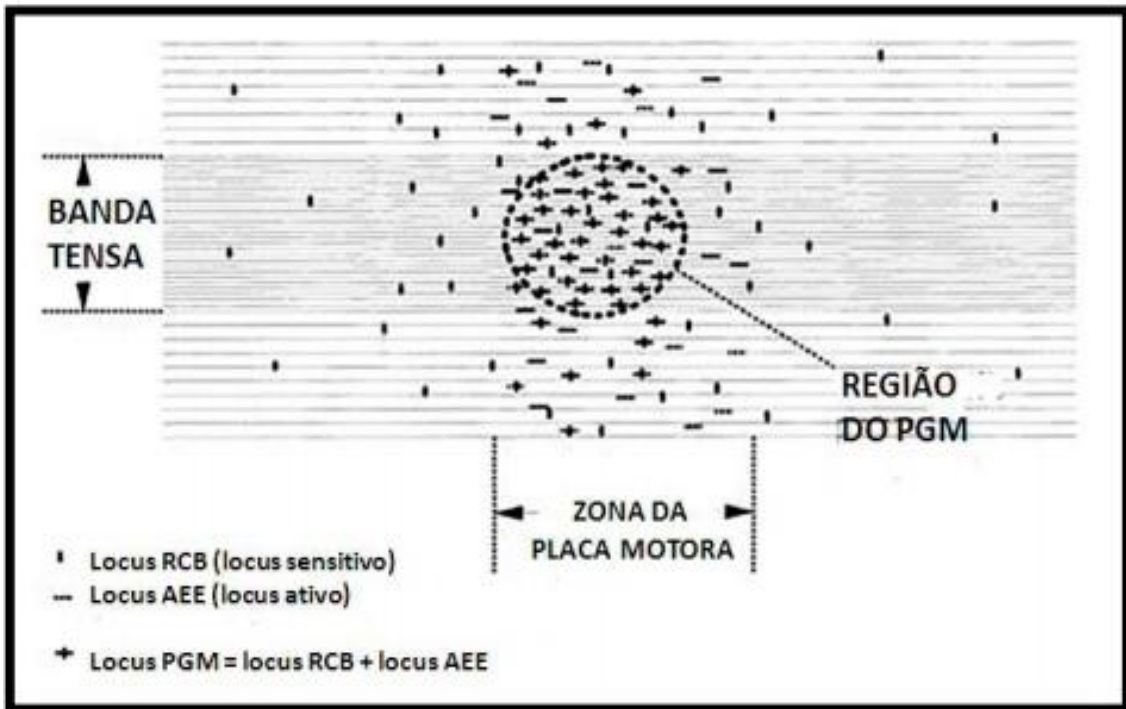 BANDA
TENSA
REGIÃO
DO PGM
ZONA DA
PLACA MOTORA
Locus RCB (locus sensitivo)
Locus AEE (locus ativo)
Locus PGM = locus RCB + locus AEE